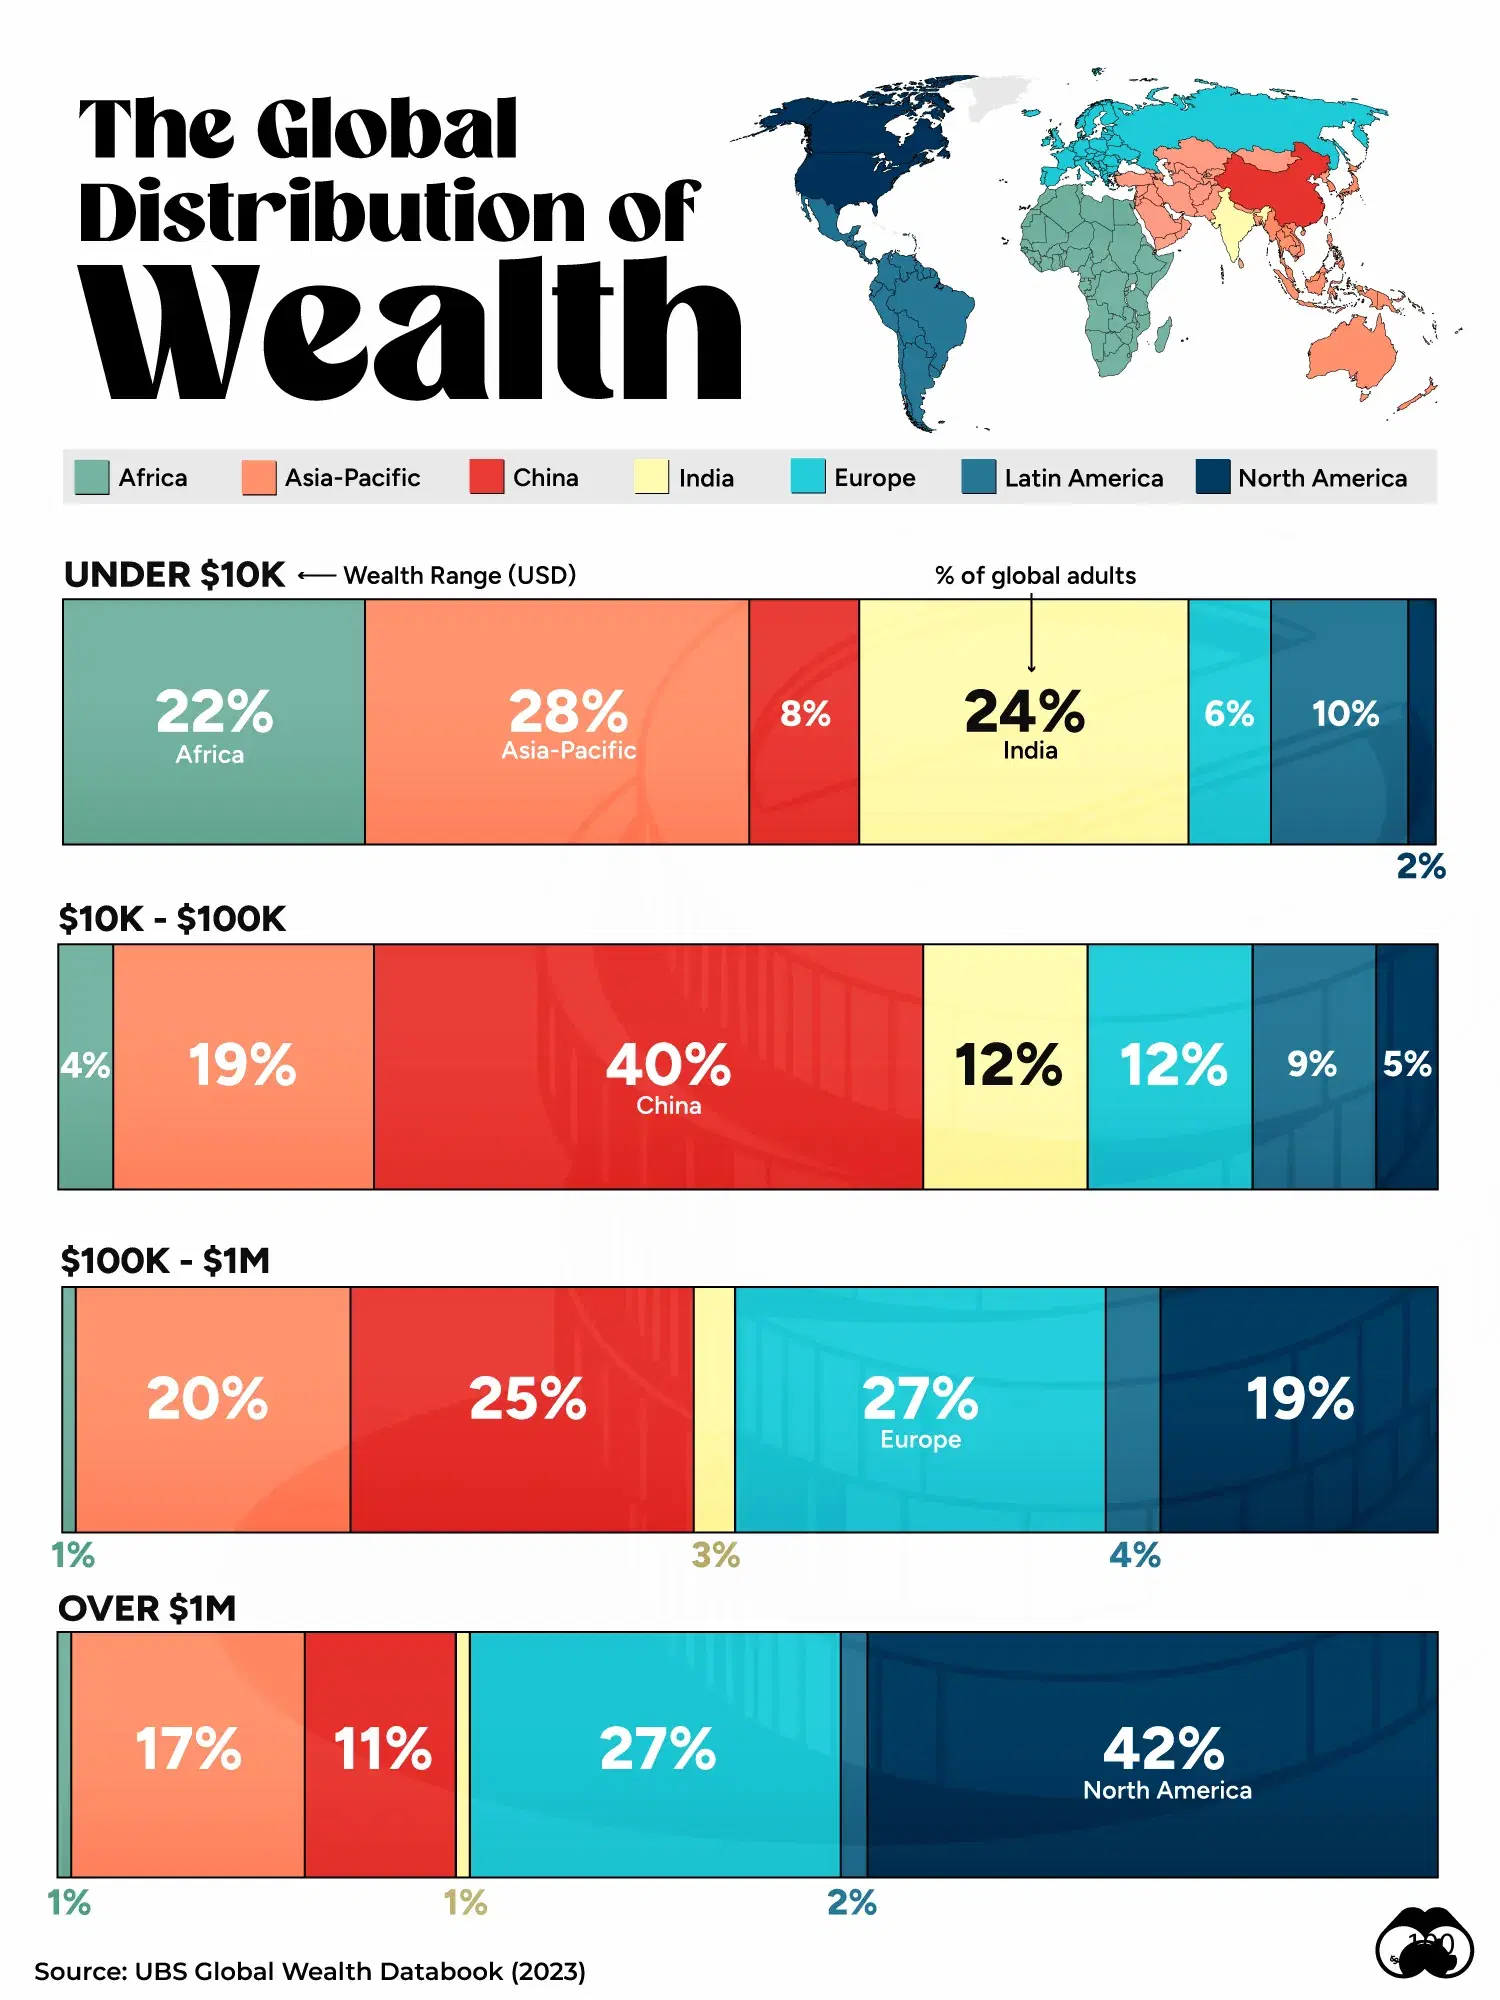 The Global
Distribution of
Wealth
Africa
Asia-Pacific
China
India
Europe
Latin America
North America
UNDER $10K
Wealth Range (USD)
% of global adults
22%
Africa
28%
Asia-Pacific
8%
24%
India
6%
10%
2%
$10K - $100K
4%
19%
40%
China
12%
12%
9%
5%
$100K - $1M
20%
25%
27%
Europe
19%
1%
3%
4%
OVER $1M
17%
11%
27%
42%
North America
1%
1%
2%
Source: UBS Global Wealth Databook (2023)